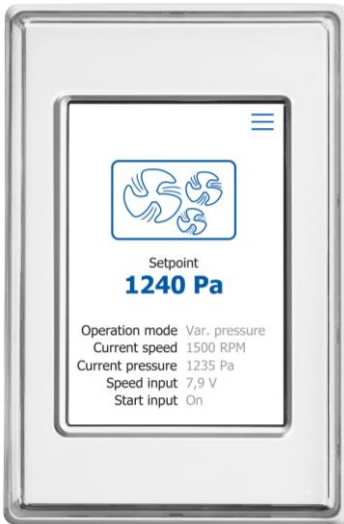 Setpoint
1240 Pa
Operation mode Var. pressure
Current speed 1500 RPM
Current pressure 1235 Pa
Speed input 7,9 V
Start input On